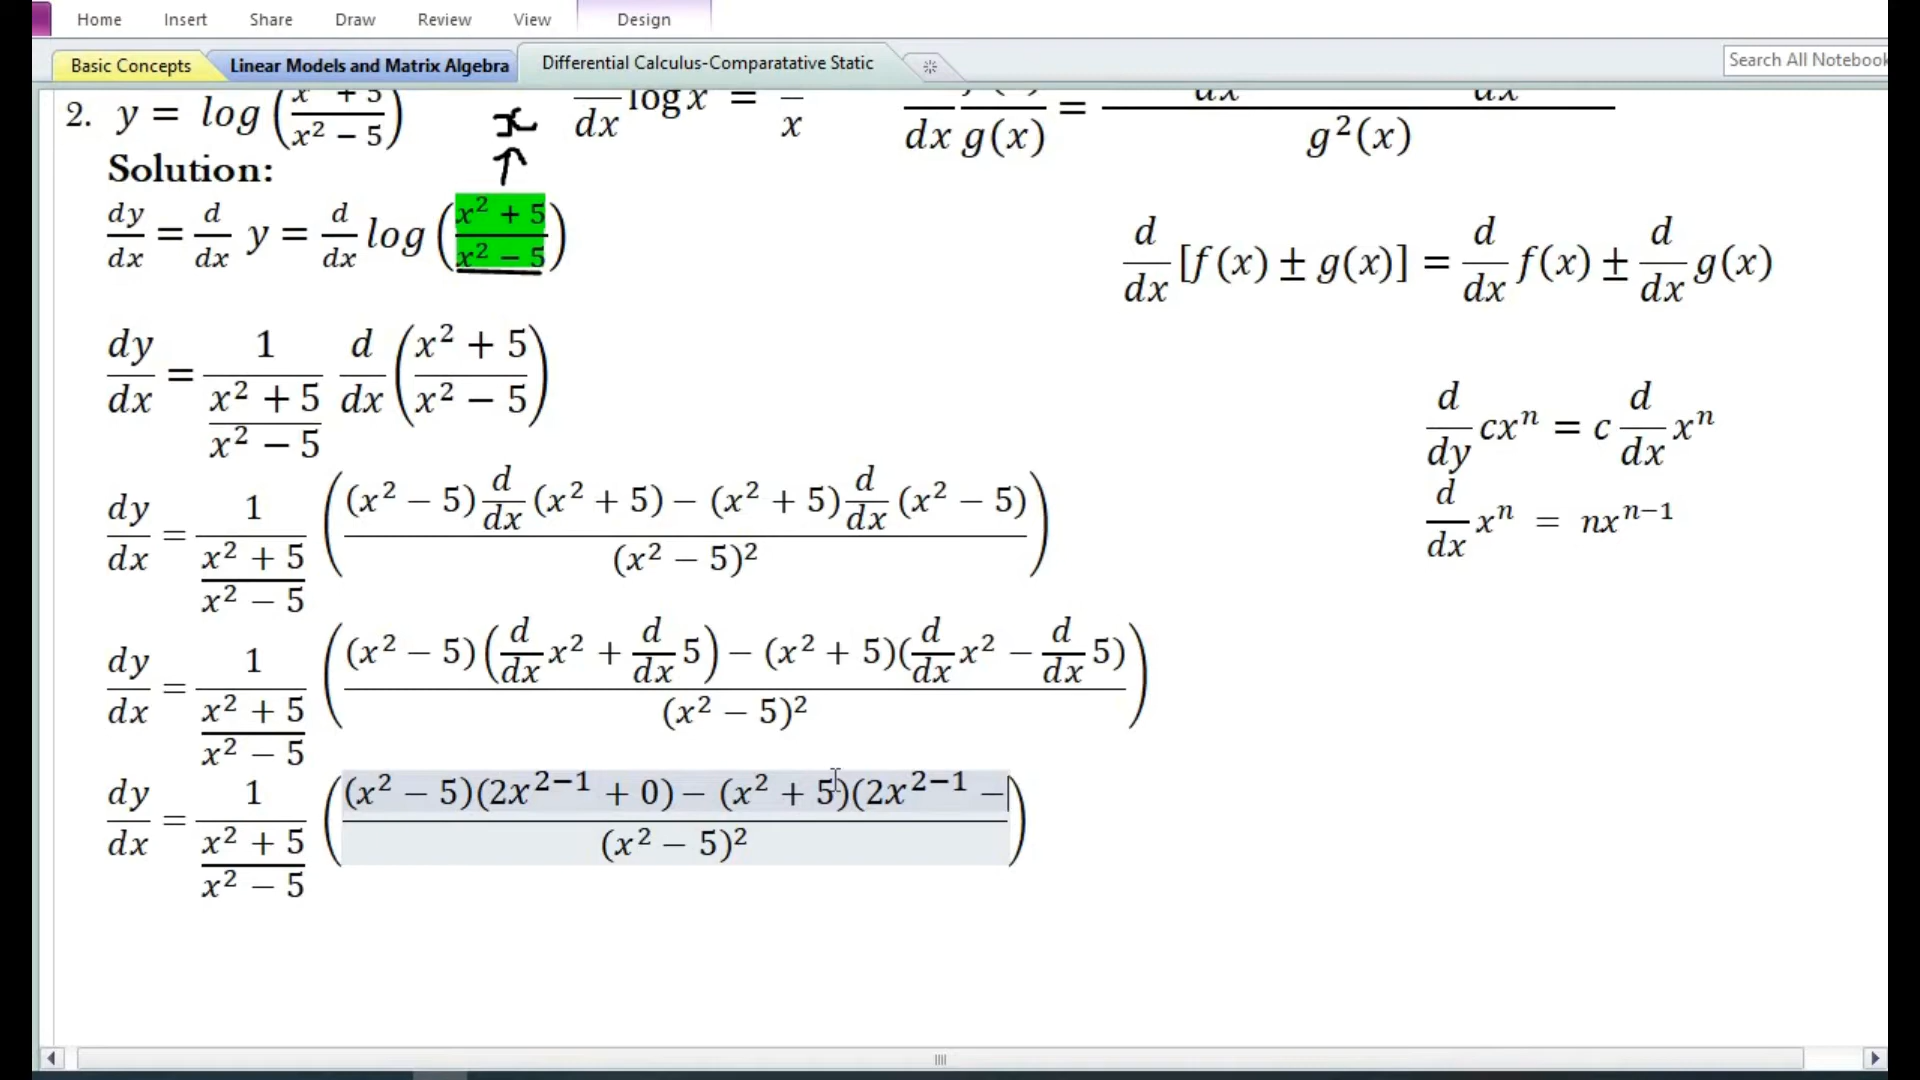 Home Insert Share Draw Review View Design
Basic Concepts Linear Models and Matrix Algebra Differential Calculus-Comparatative Static Search All Notebook
2. y = log((x² + 5)/(x² − 5)) x d/dx log x = /x d/dx /g(x) = dx dx / g²(x)
Solution:
dy/dx = d/dx y = d/dx log((x² + 5)/(x² − 5))
d/dx [f(x) ± g(x)] = d/dx f(x) ± d/dx g(x)
dy/dx = 1/((x² + 5)/(x² − 5)) d/dx ((x² + 5)/(x² − 5))
d/dy cxⁿ = c d/dx xⁿ
dy/dx = 1/((x² + 5)/(x² − 5)) (((x² − 5) d/dx (x² + 5) − (x² + 5) d/dx (x² − 5))/(x² − 5)²)
d/dx xⁿ = nxⁿ⁻¹
dy/dx = 1/((x² + 5)/(x² − 5)) (((x² − 5)(d/dx x² + d/dx 5) − (x² + 5)(d/dx x² − d/dx 5))/(x² − 5)²)
dy/dx = 1/((x² + 5)/(x² − 5)) (((x² − 5)(2x²⁻¹ + 0) − (x² + 5)(2x²⁻¹ −)/(x² − 5)²)